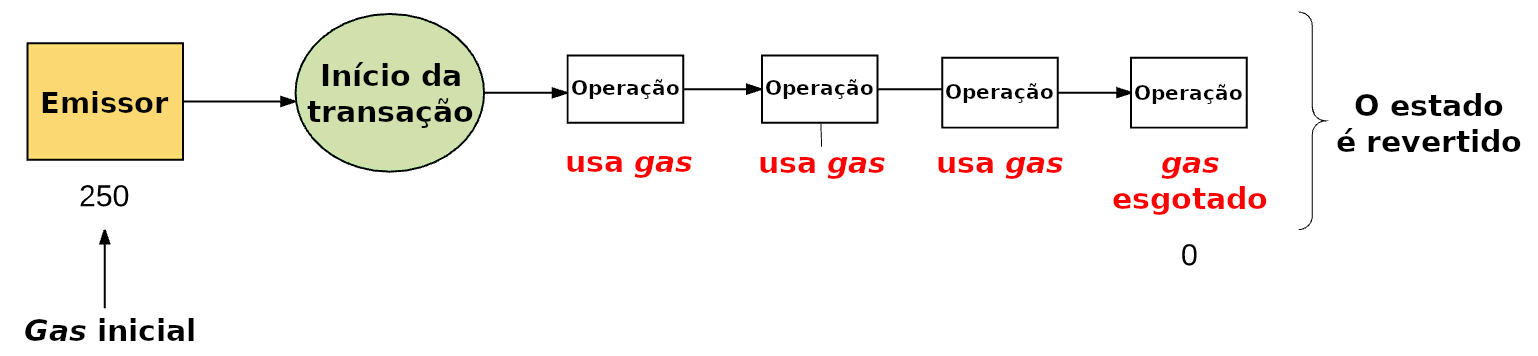 Emissor
250
Gas inicial
Início da
transação
Operação
usa gas
Operação
usa gas
Operação
usa gas
Operação
gas
esgotado
0
O estado
é revertido